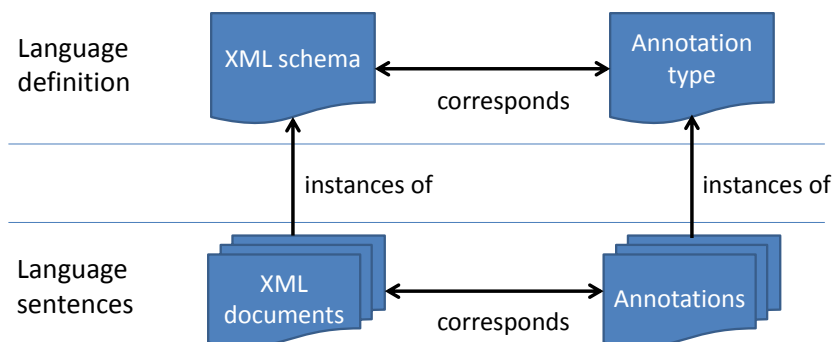 Language
definition
XML schema
Annotation
type
corresponds
instances of
instances of
Language
sentences
XML
documents
Annotations
corresponds